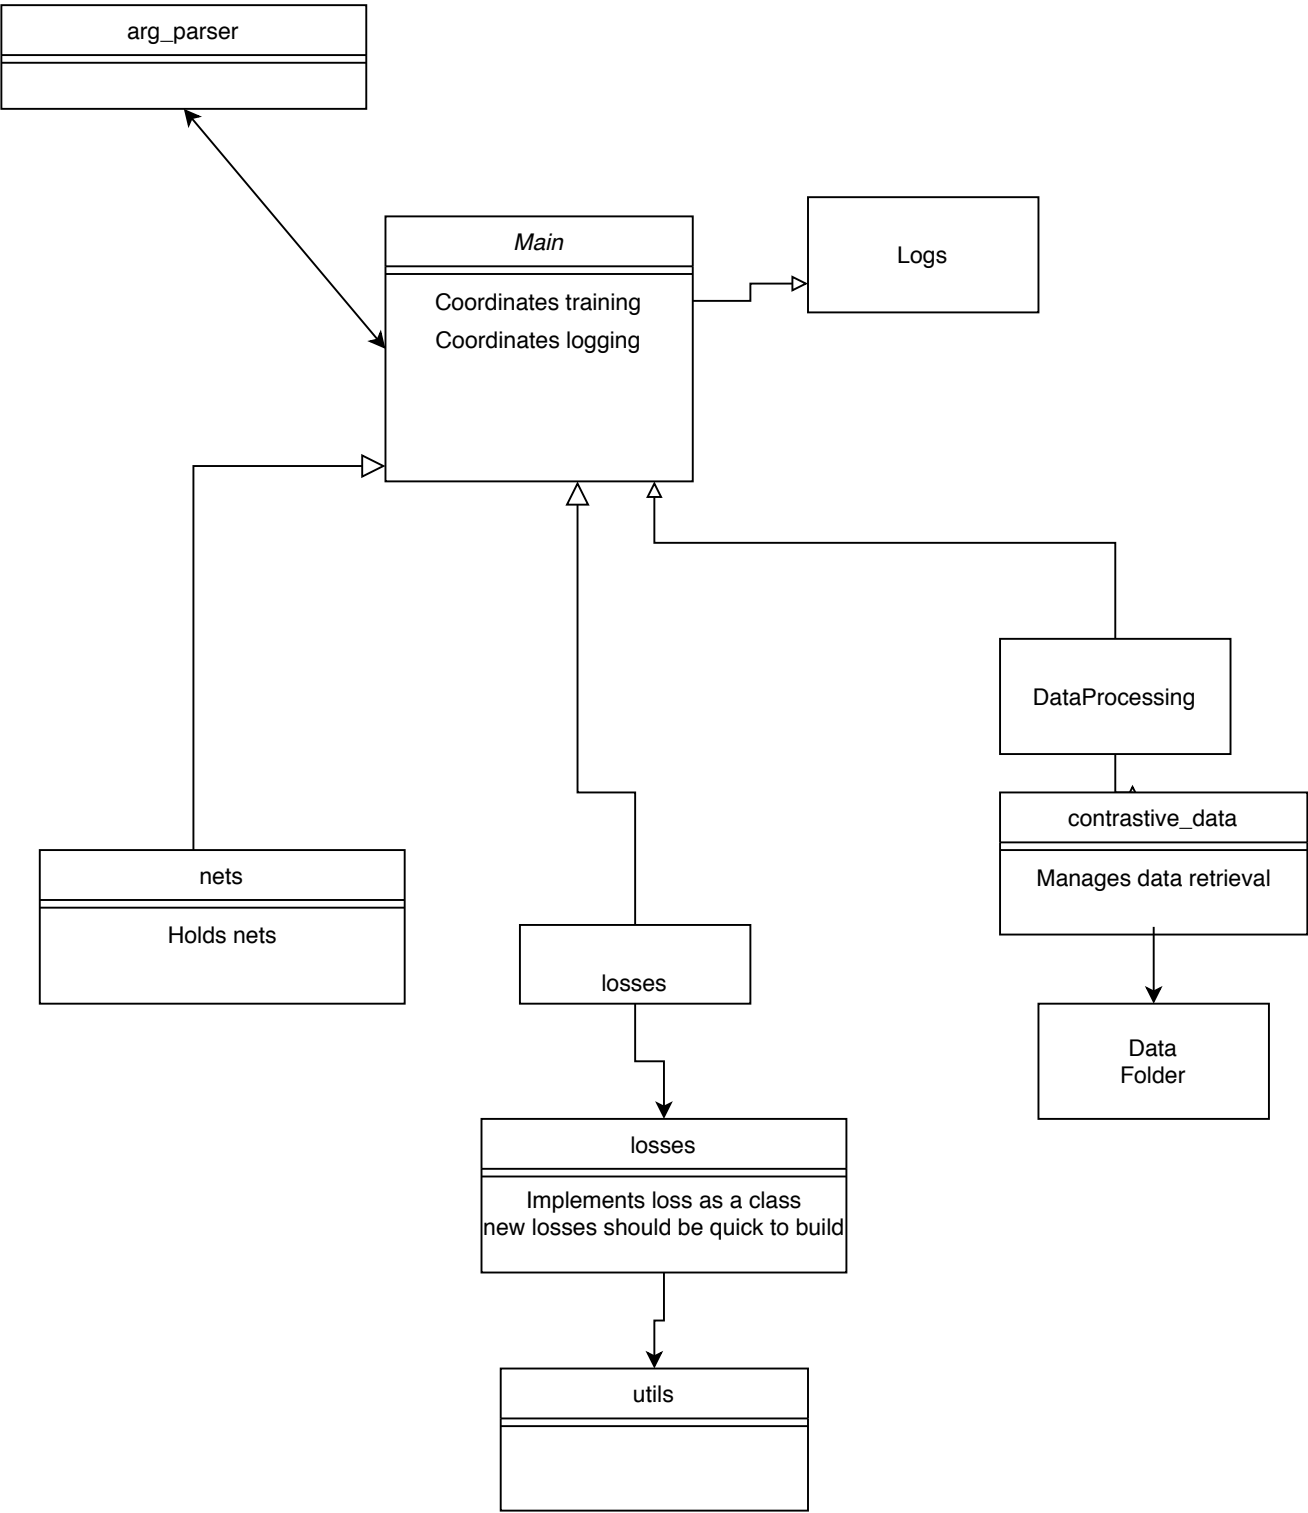 arg_parser
Main
Coordinates training
Coordinates logging
Logs
DataProcessing
contrastive_data
Manages data retrieval
nets
Holds nets
losses
Data
Folder
losses
Implements loss as a class
new losses should be quick to build
utils